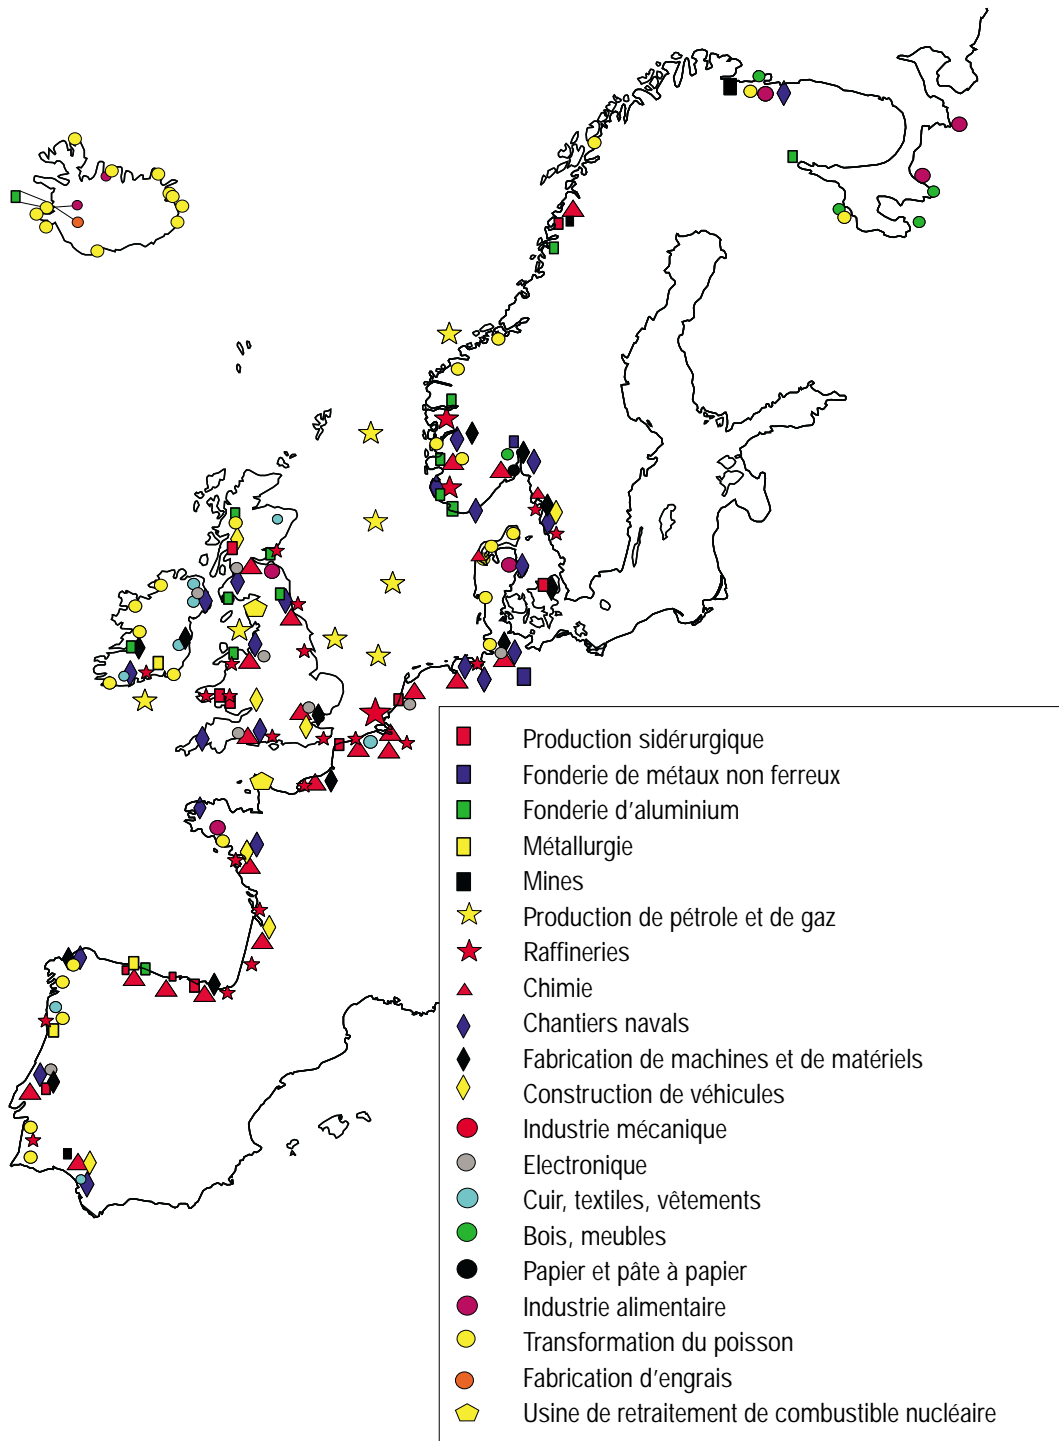 Production sidérurgique
Fonderie de métaux non ferreux
Fonderie d'aluminium
Métallurgie
Mines
Production de pétrole et de gaz
Raffineries
Chimie
Chantiers navals
Fabrication de machines et de matériels
Construction de véhicules
Industrie mécanique
Electronique
Cuir, textiles, vêtements
Bois, meubles
Papier et pâte à papier
Industrie alimentaire
Transformation du poisson
Fabrication d'engrais
Usine de retraitement de combustible nucléaire